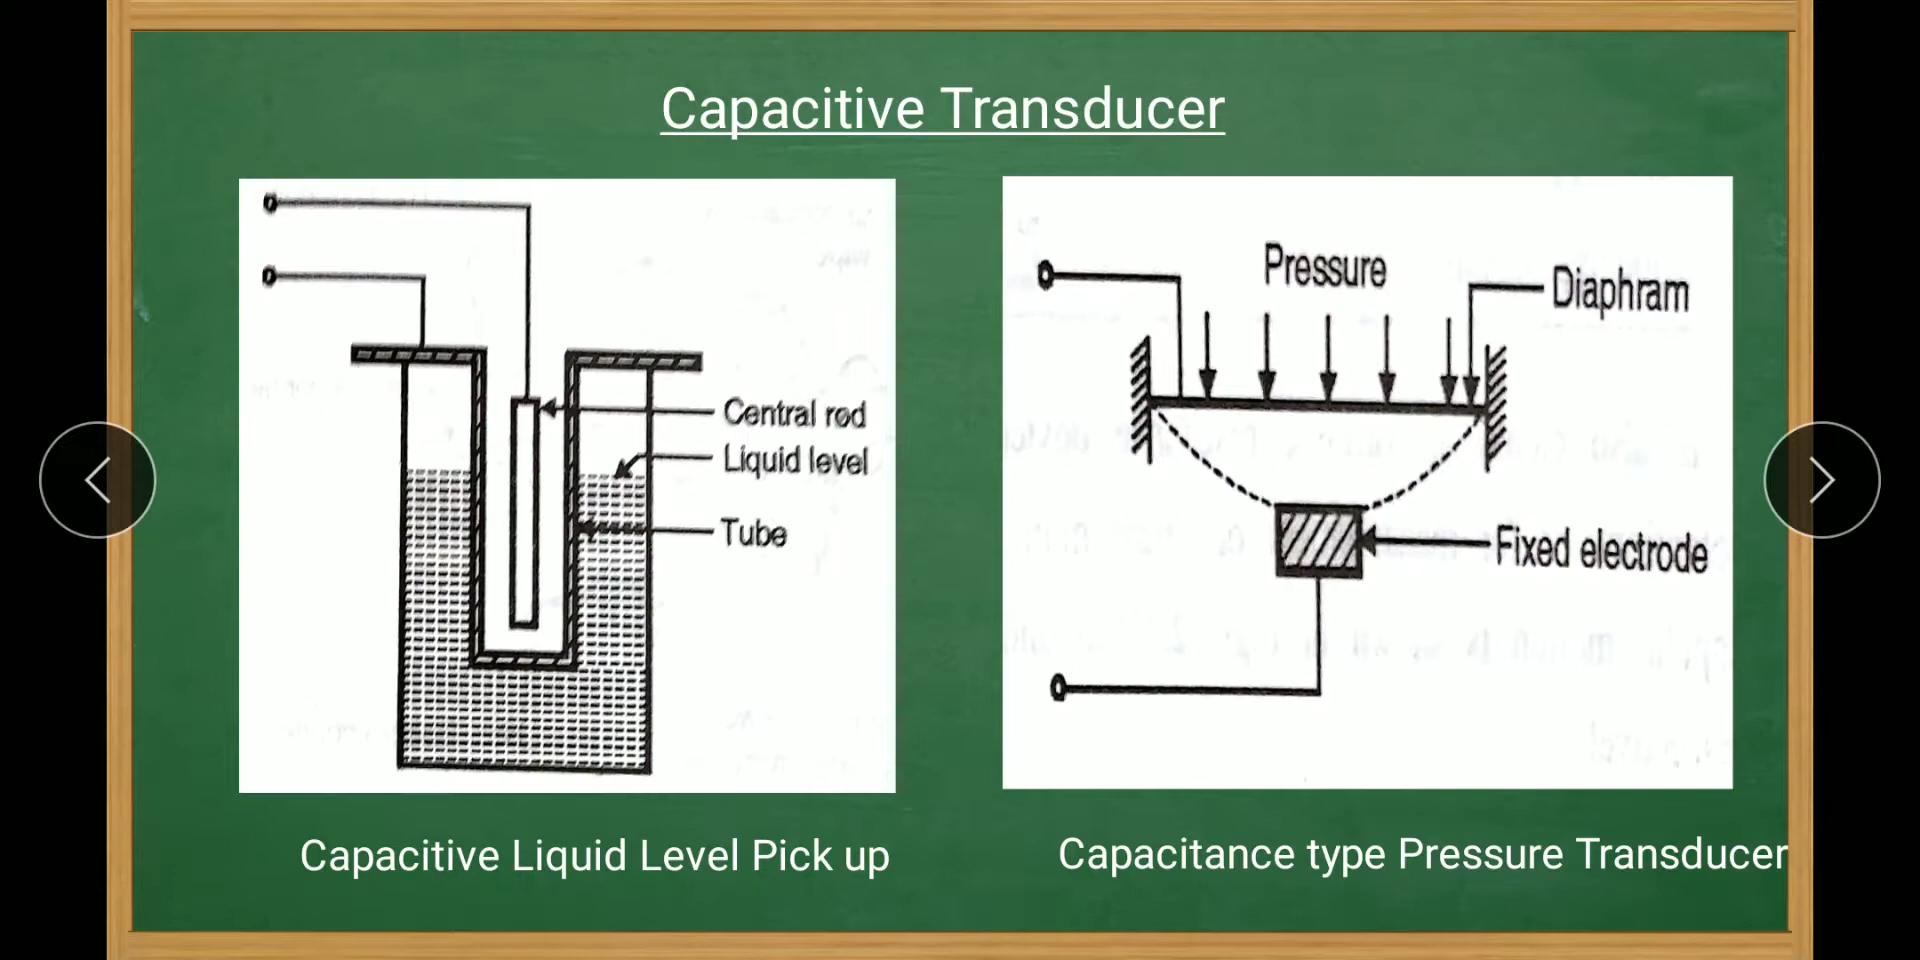 Capacitive Transducer
Central rod
Liquid level
Tube
Capacitive Liquid Level Pick up
Pressure
Diaphram
Fixed electrode
Capacitance type Pressure Transducer